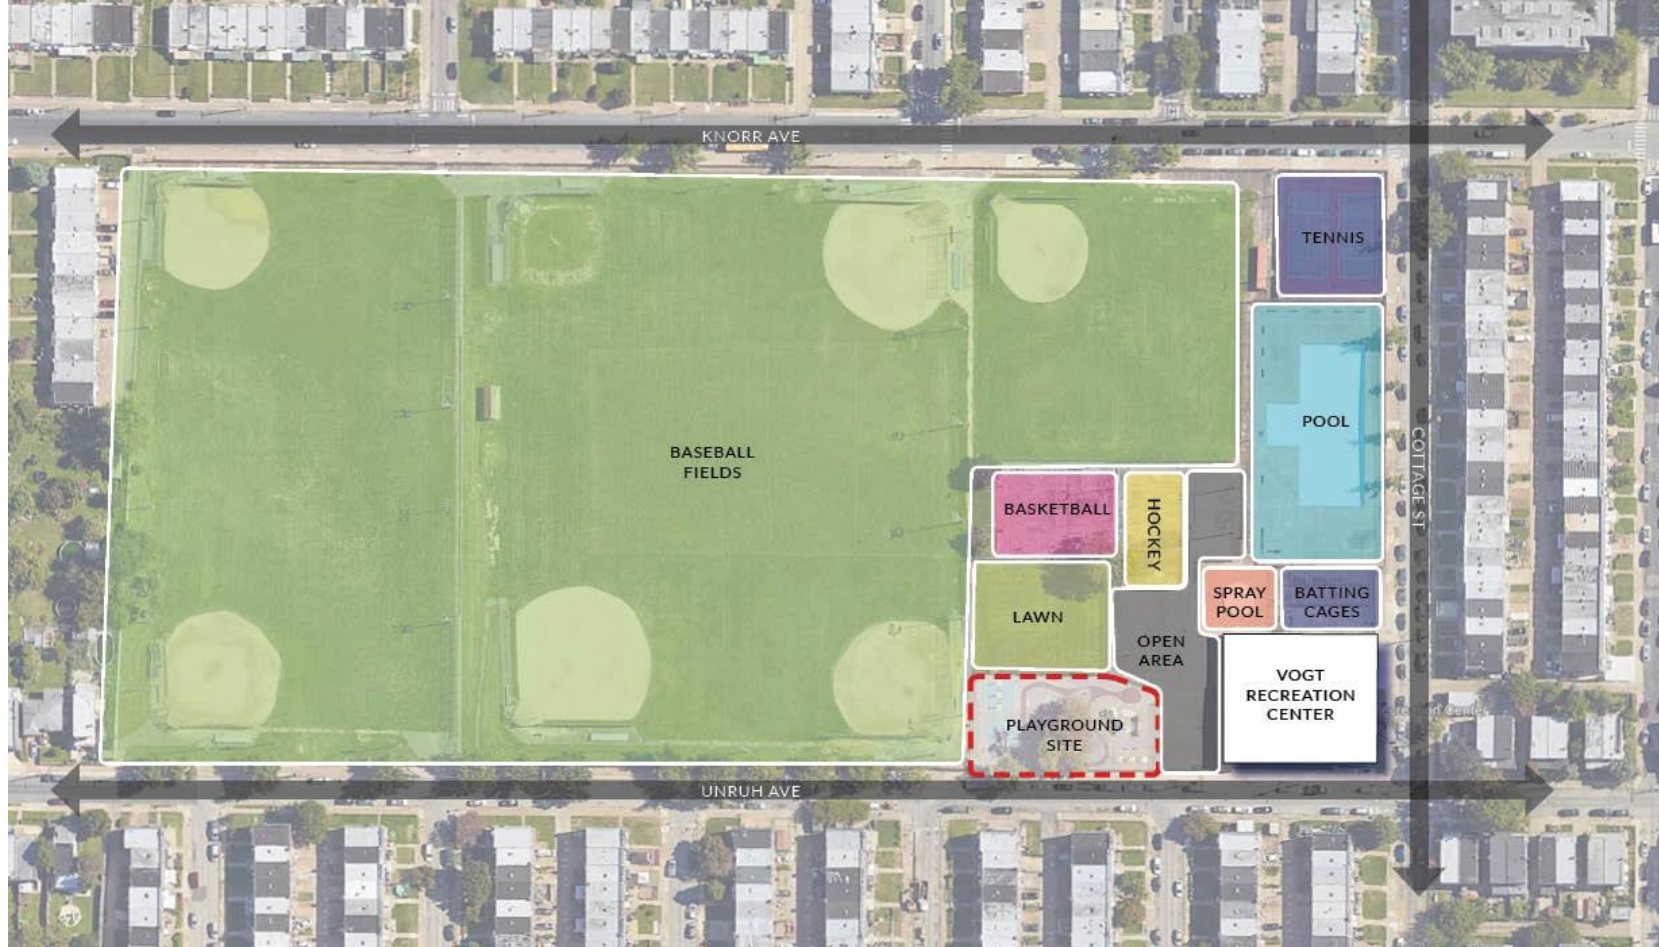 KNORR AVE
TENNIS
POOL
COTTAGE ST
BASEBALL
FIELDS
BASKETBALL
HOCKEY
SPRAY
POOL
BATTING
CAGES
LAWN
OPEN
AREA
VOGT
RECREATION
CENTER
PLAYGROUND
SITE
UNRUH AVE